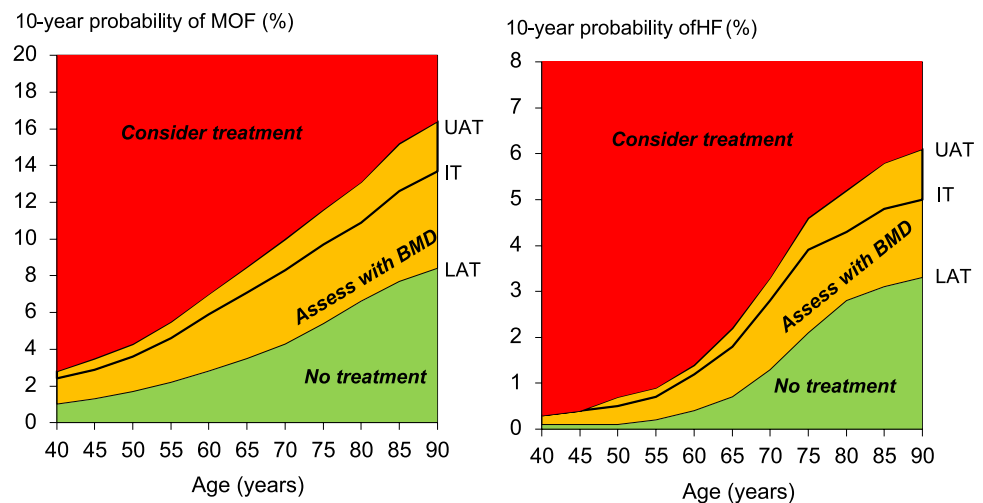 10-year probability of MOF (%)
20
18
16
14
12
10
8
6
4
2
0
Consider treatment
Assess with BMD
No treatment
UAT
IT
LAT
40 45 50 55 60 65 70 75 80 85 90
Age (years)
10-year probability ofHF (%)
8
7
6
5
4
3
2
1
0
Consider treatment
Assess with BMD
No treatment
UAT
IT
LAT
40 45 50 55 60 65 70 75 80 85 90
Age (years)